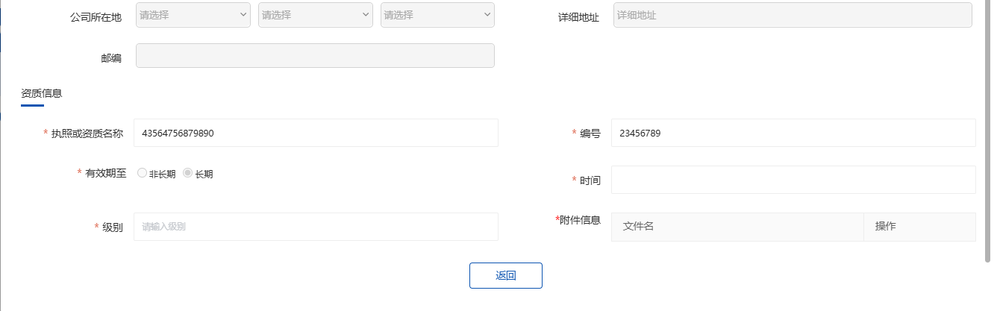 公司所在地 请选择 请选择 请选择 详细地址 详细地址
邮编
资质信息
* 执照或资质名称 43564756879890 * 编号 23456789
* 有效期至 非长期 长期 * 时间
* 级别 请输入级别 *附件信息 文件名 操作
返回